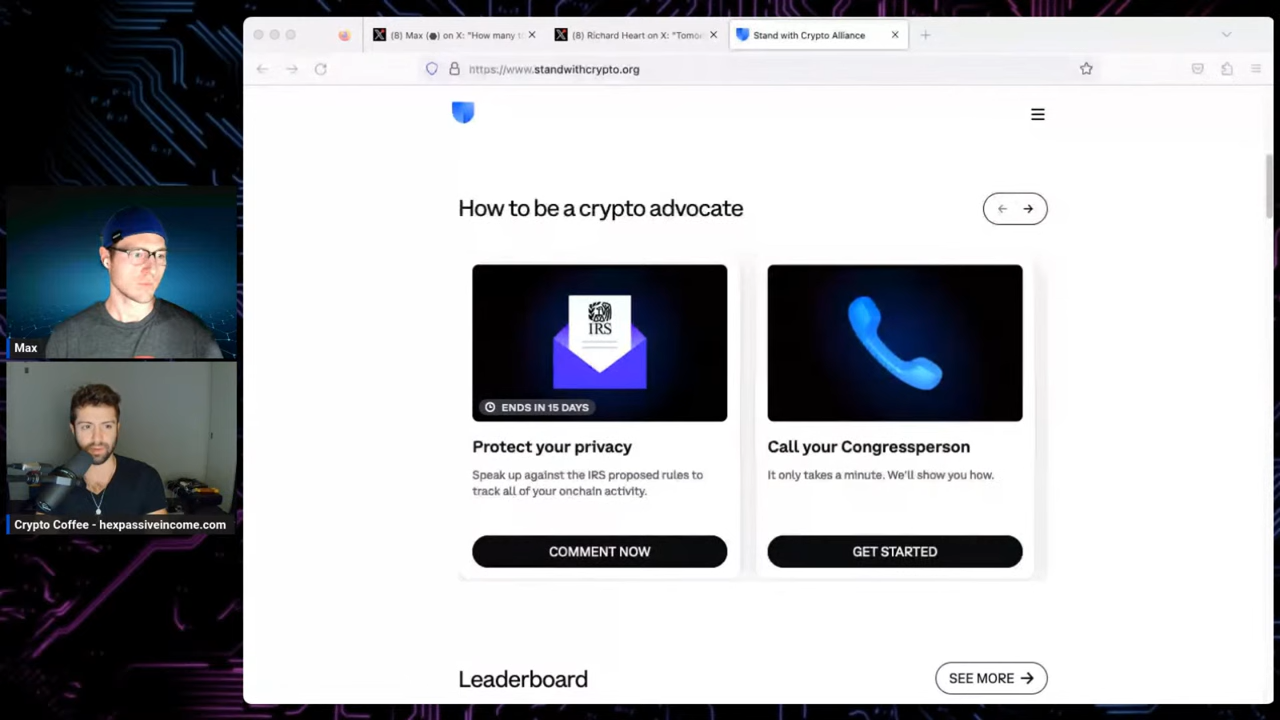 (8) Max (●) on X: "How many t
(8) Richard Heart on X: "Tomo
Stand with Crypto Alliance
https://www.standwithcrypto.org
How to be a crypto advocate
IRS
ENDS IN 15 DAYS
Protect your privacy
Speak up against the IRS proposed rules to
track all of your onchain activity.
COMMENT NOW
Call your Congressperson
It only takes a minute. We'll show you how.
GET STARTED
Leaderboard
SEE MORE →
Max
Crypto Coffee - hexpassiveincome.com